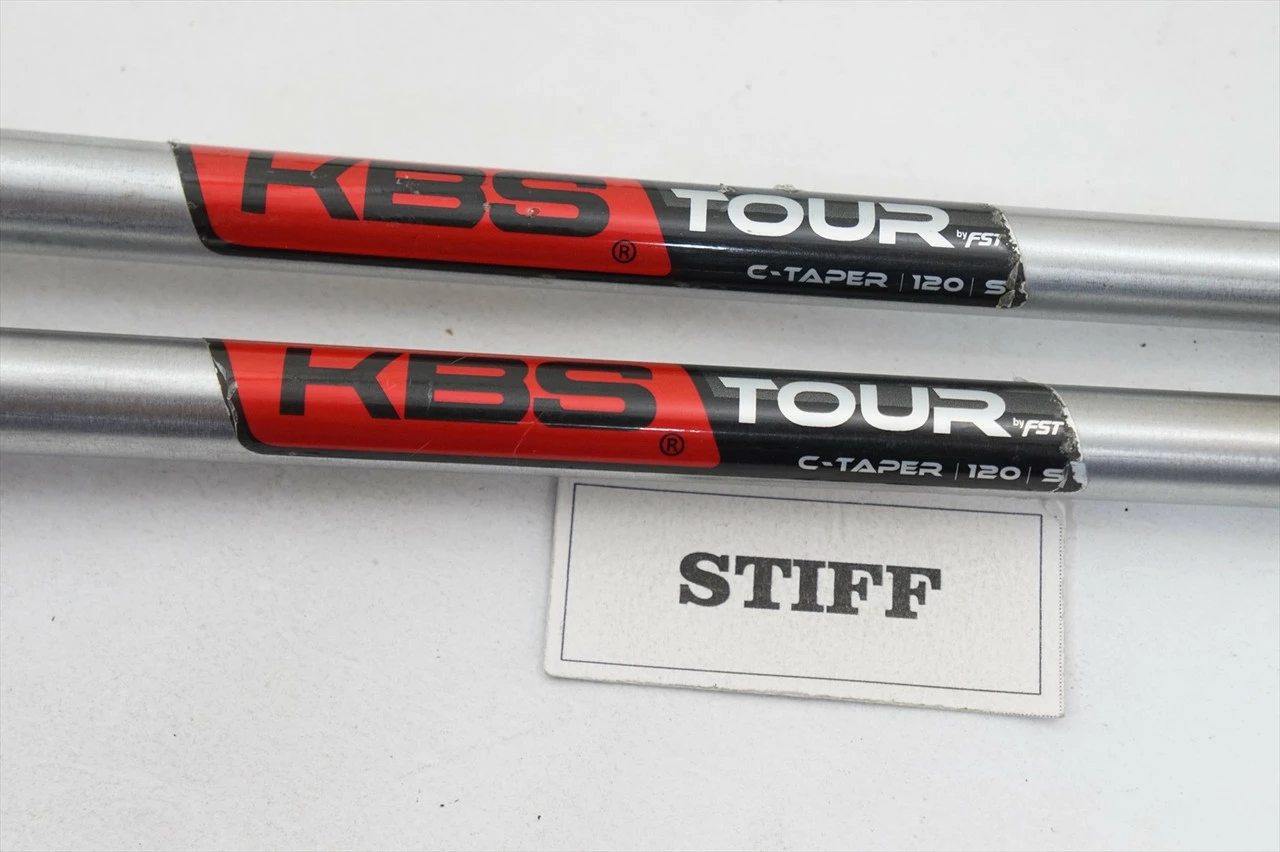 KBS® TOUR by FST
C-TAPER | 120 | S
KBS® TOUR by FST
C-TAPER | 120 | S
STIFF